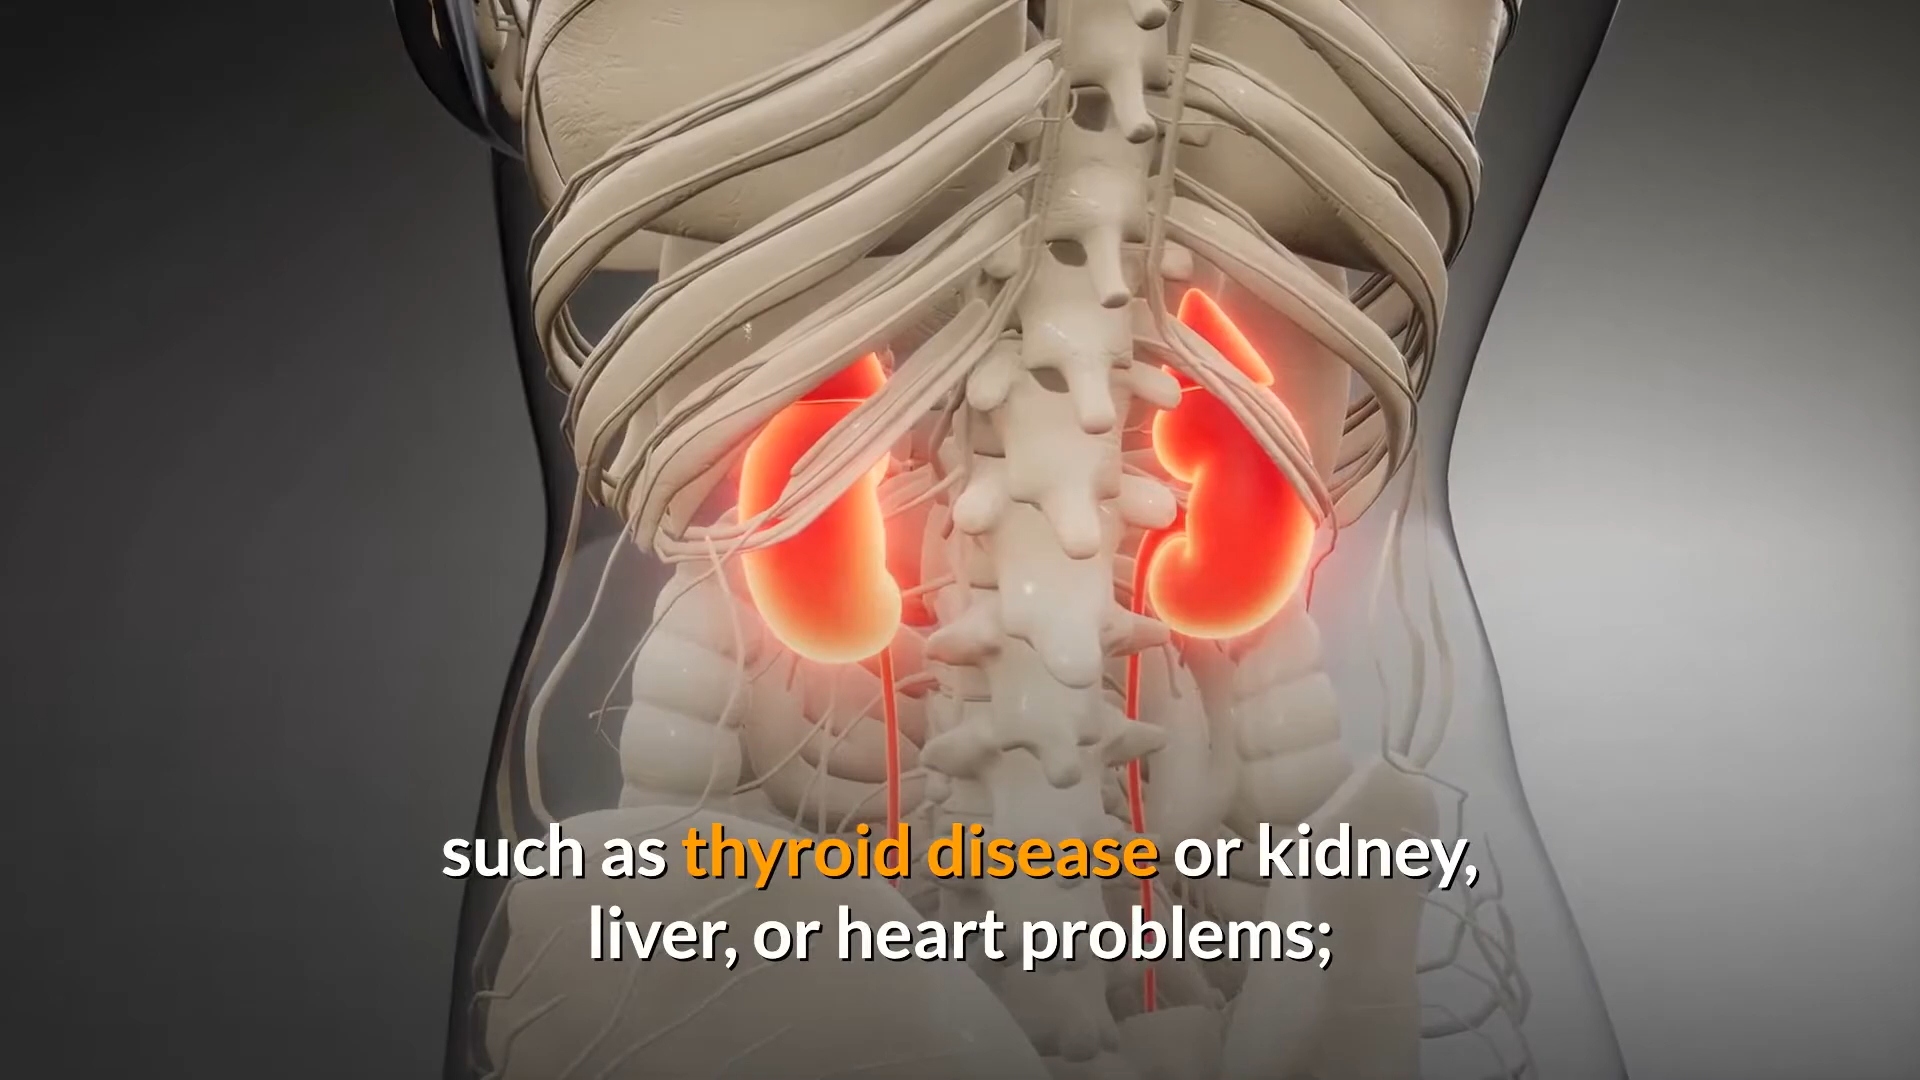 such as thyroid disease or kidney,
liver, or heart problems;